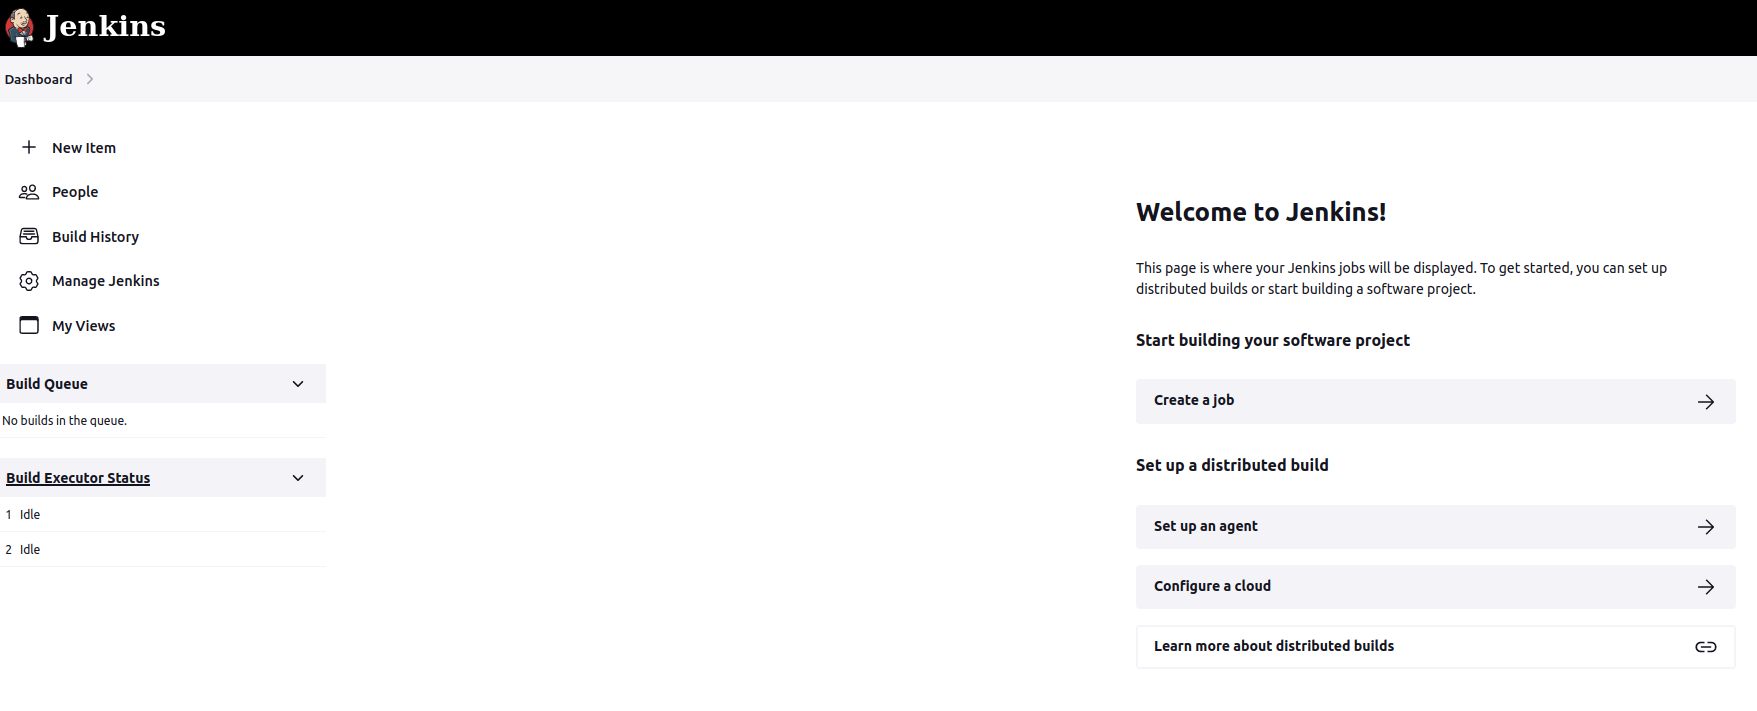 Jenkins
Dashboard
New Item
People
Build History
Manage Jenkins
My Views
Build Queue
No builds in the queue.
Build Executor Status
1 Idle
2 Idle
Welcome to Jenkins!
This page is where your Jenkins jobs will be displayed. To get started, you can set up
distributed builds or start building a software project.
Start building your software project
Create a job
Set up a distributed build
Set up an agent
Configure a cloud
Learn more about distributed builds